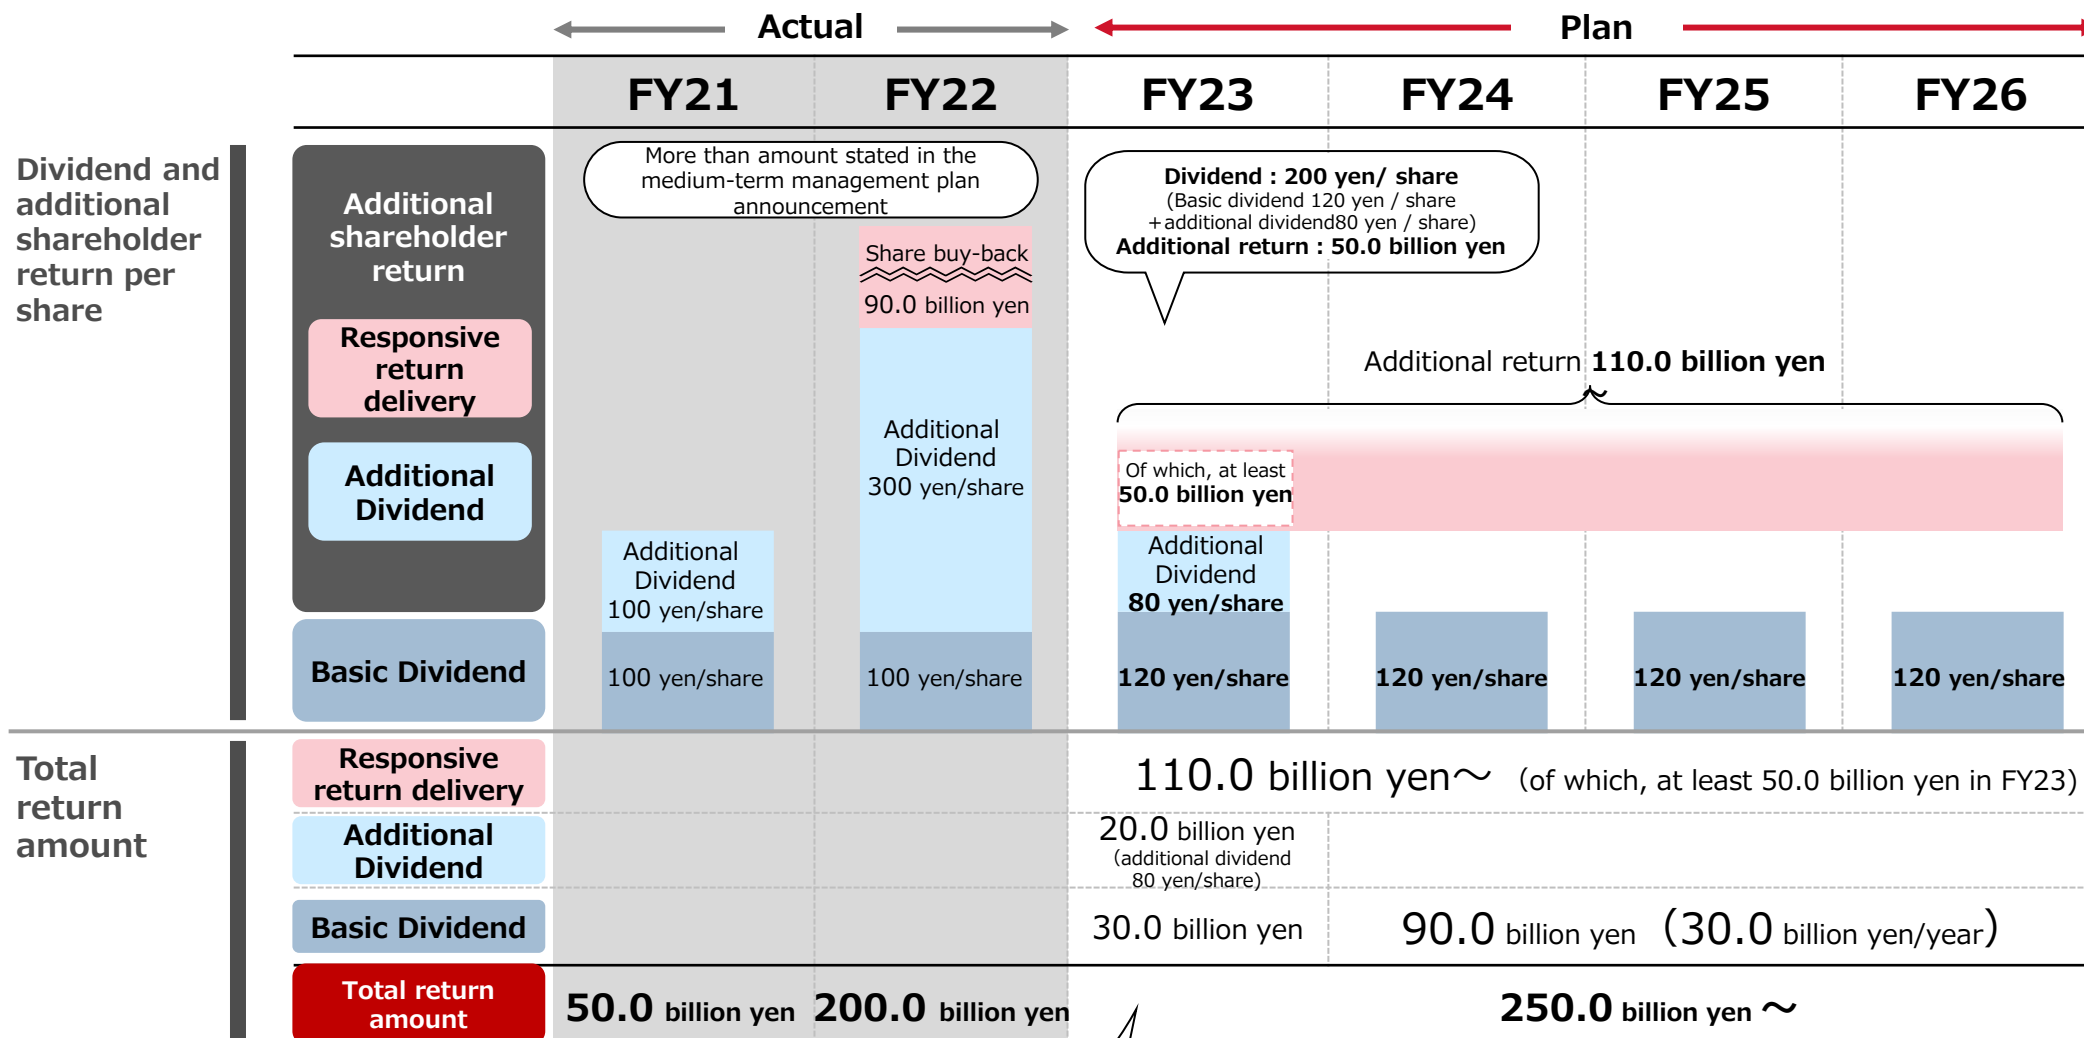 Actual
Plan
FY21
FY22
FY23
FY24
FY25
FY26
Dividend and
additional
shareholder
return per
share
Additional
shareholder
return
Responsive
return
delivery
Additional
Dividend
Basic Dividend
More than amount stated in the
medium-term management plan
announcement
Dividend : 200 yen/ share
(Basic dividend 120 yen / share
+additional dividend80 yen / share)
Additional return : 50.0 billion yen
Share buy-back
90.0 billion yen
Additional
Dividend
300 yen/share
Additional
Dividend
100 yen/share
100 yen/share
100 yen/share
Additional return 110.0 billion yen
~
Of which, at least
50.0 billion yen
Additional
Dividend
80 yen/share
120 yen/share
120 yen/share
120 yen/share
120 yen/share
Total
return
amount
Responsive
return delivery
110.0 billion yen～ (of which, at least 50.0 billion yen in FY23)
Additional
Dividend
20.0 billion yen
(additional dividend
80 yen/share)
Basic Dividend
30.0 billion yen
90.0 billion yen (30.0 billion yen/year)
Total return
amount
50.0 billion yen
200.0 billion yen
250.0 billion yen ～